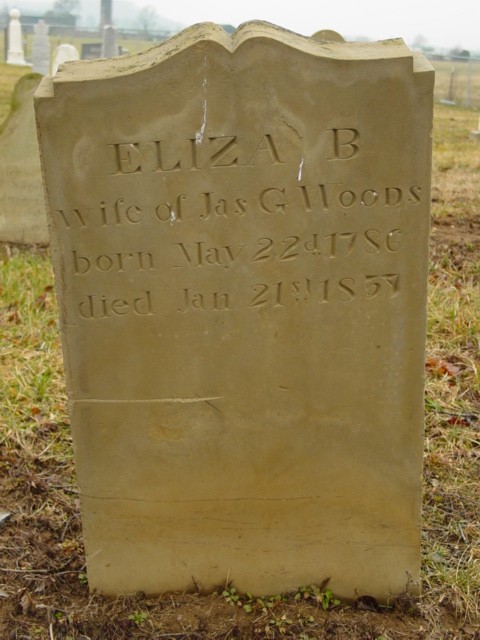 ELIZA B
Wife of Jas G WOODS
born May 22d 1786
died Jan 21st 1837